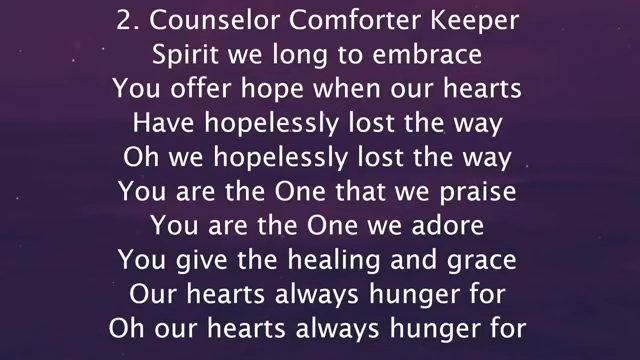 2. Counselor Comforter Keeper
Spirit we long to embrace
You offer hope when our hearts
Have hopelessly lost the way
Oh we hopelessly lost the way
You are the One that we praise
You are the One we adore
You give the healing and grace
Our hearts always hunger for
Oh our hearts always hunger for